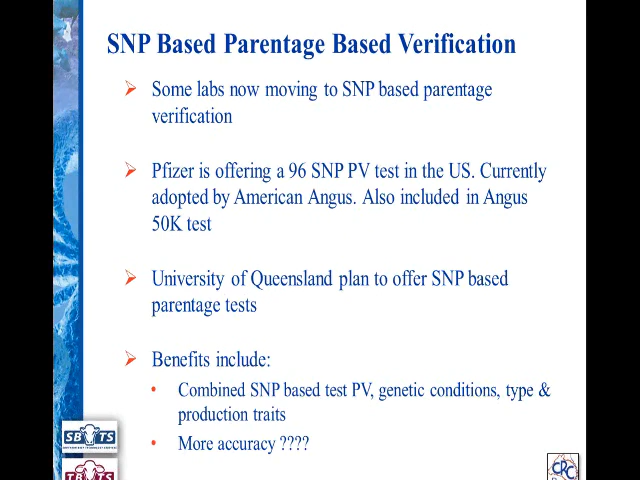 SNP Based Parentage Based Verification
Some labs now moving to SNP based parentage
verification
Pfizer is offering a 96 SNP PV test in the US. Currently
adopted by American Angus. Also included in Angus
50K test
University of Queensland plan to offer SNP based
parentage tests
Benefits include:
Combined SNP based test PV, genetic conditions, type &
production traits
More accuracy ????
SBTS
TBTS
CRC